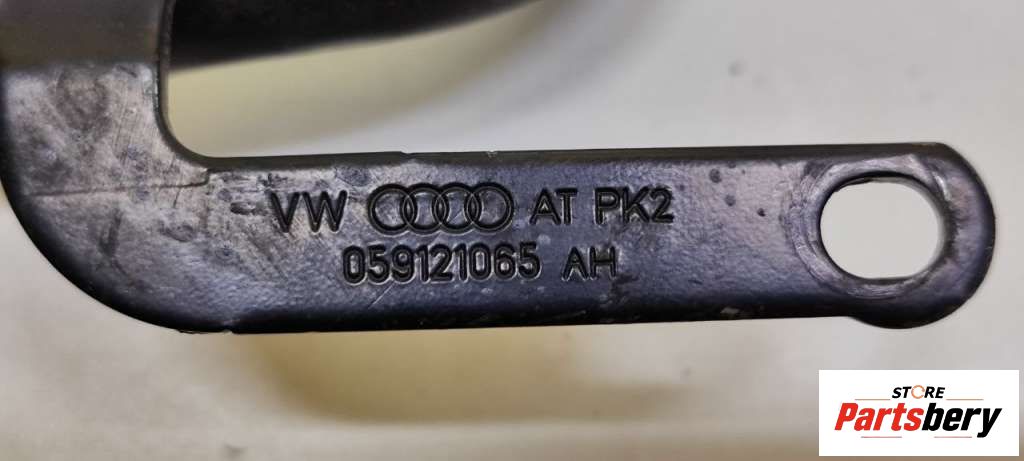 VW AT PK2
059121065 AH
STORE
Partsbery